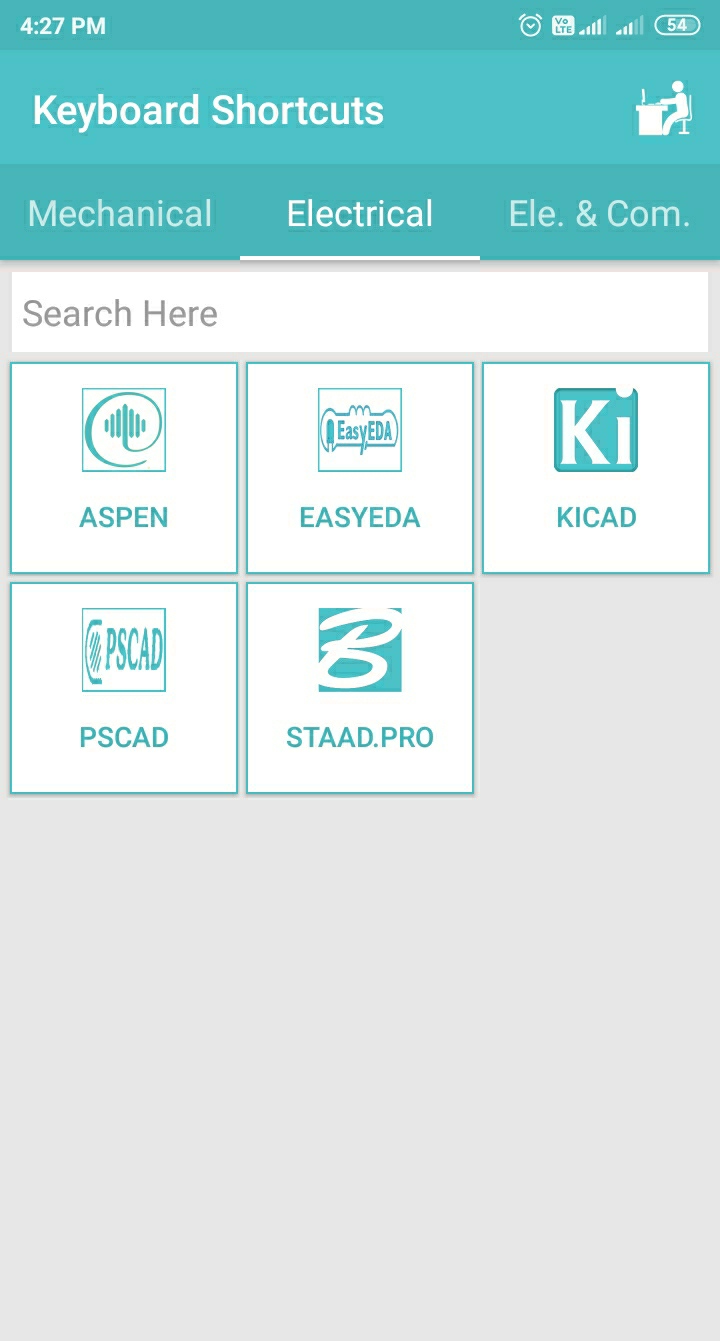 4:27 PM
Vo LTE
54
Keyboard Shortcuts
Mechanical
Electrical
Ele. & Com.
Search Here
EasyEDA
Ki
ASPEN
EASYEDA
KICAD
PSCAD
B
PSCAD
STAAD.PRO